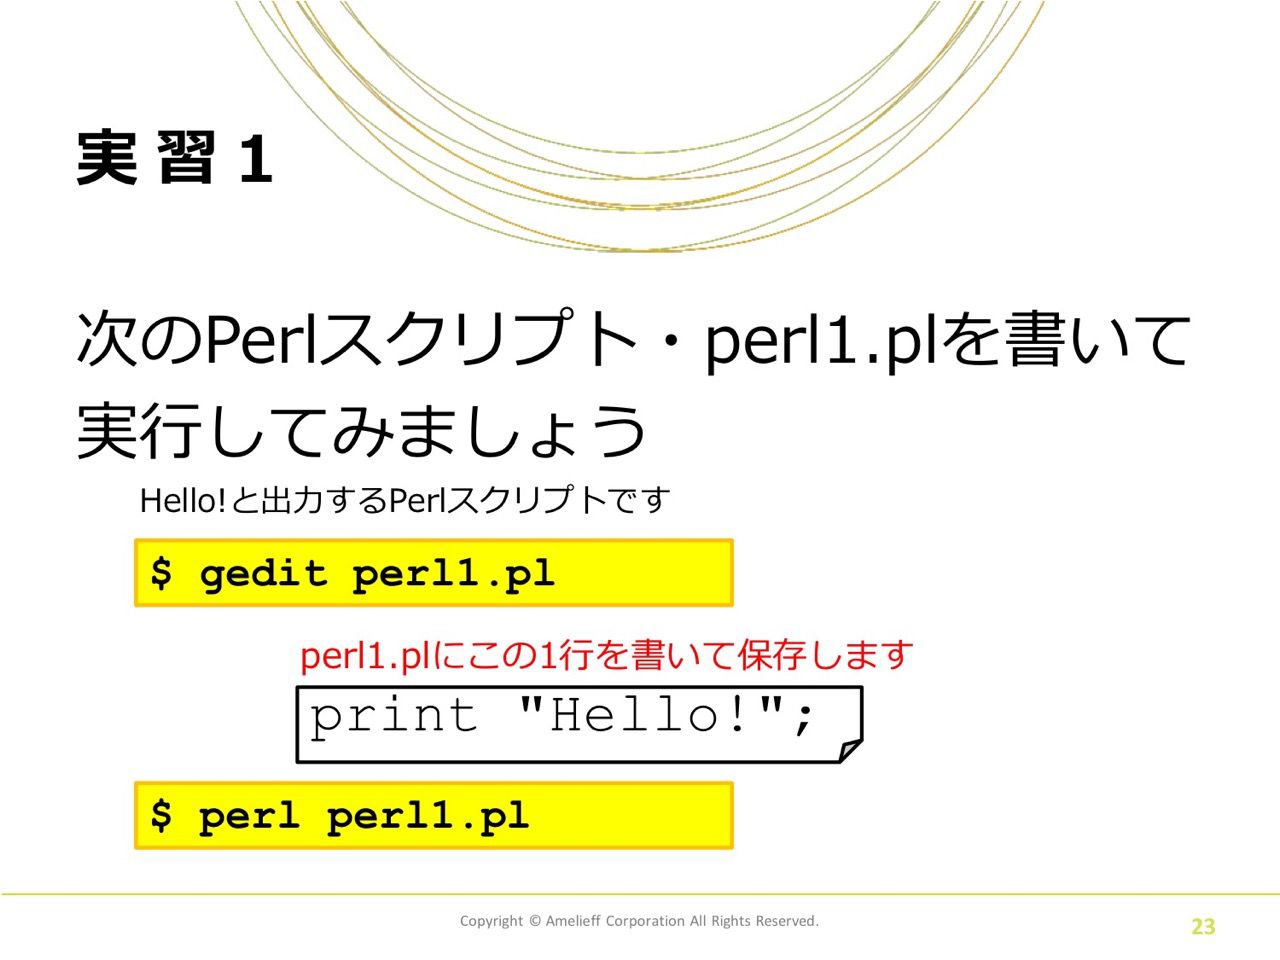 実習1
次のPerlスクリプト・perl1.plを書いて
実行してみましょう
Hello!と出力するPerlスクリプトです
$ gedit perl1.pl
perl1.plにこの1行を書いて保存します
print "Hello!";
$ perl perl1.pl
Copyright © Amelieff Corporation All Rights Reserved.
23